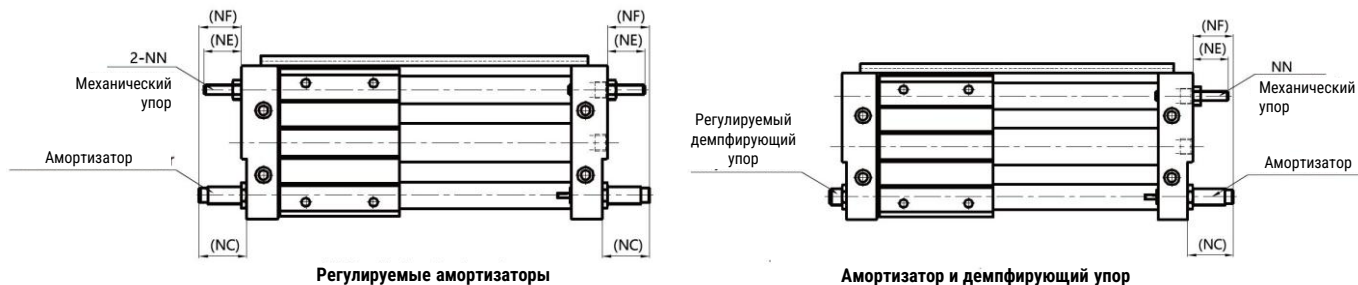 (NF)
(NE)
(NF)
(NE)
2-NN
Механический
упор
Амортизатор
(NC)
(NC)
Регулируемые амортизаторы
(NF)
(NE)
NN
Механический
упор
Регулируемый
демпфирующий
упор
Амортизатор
(NC)
Амортизатор и демпфирующий упор